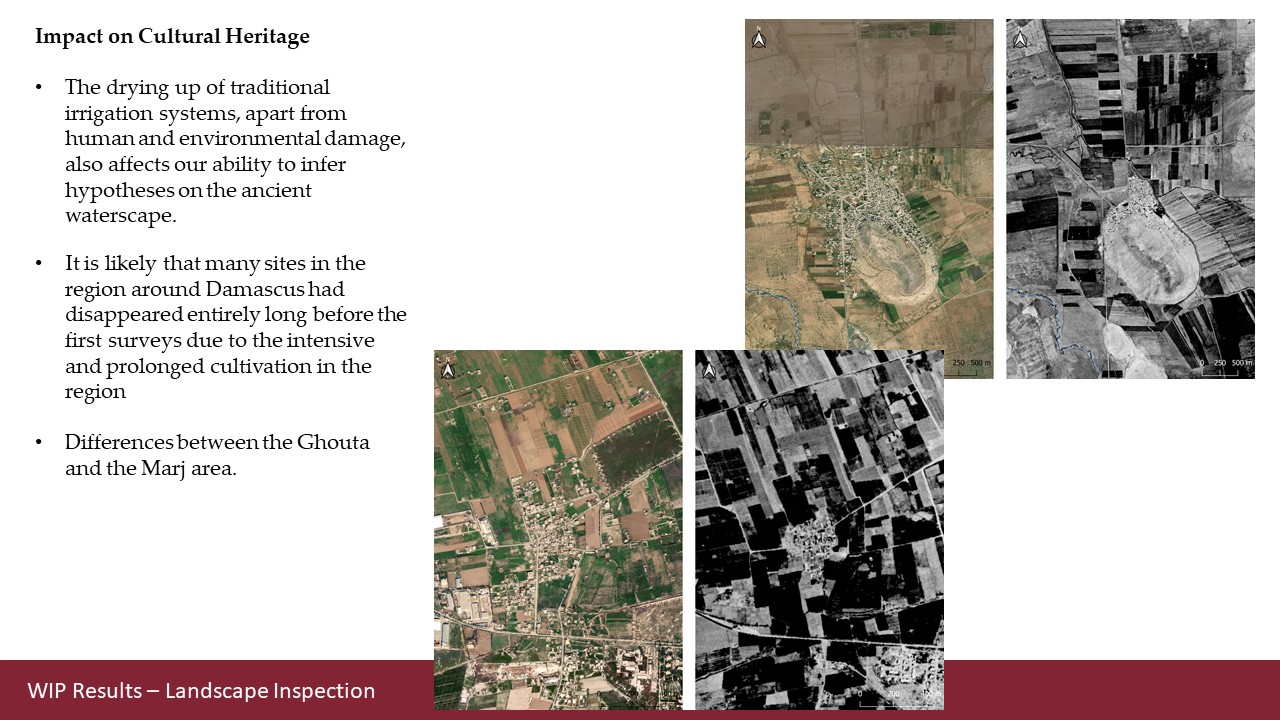 Impact on Cultural Heritage
• The drying up of traditional
irrigation systems, apart from
human and environmental damage,
also affects our ability to infer
hypotheses on the ancient
waterscape.
• It is likely that many sites in the
region around Damascus had
disappeared entirely long before the
first surveys due to the intensive
and prolonged cultivation in the
region
• Differences between the Ghouta
and the Marj area.
N
250 500 m
0 250 500 m
0 200
WIP Results – Landscape Inspection